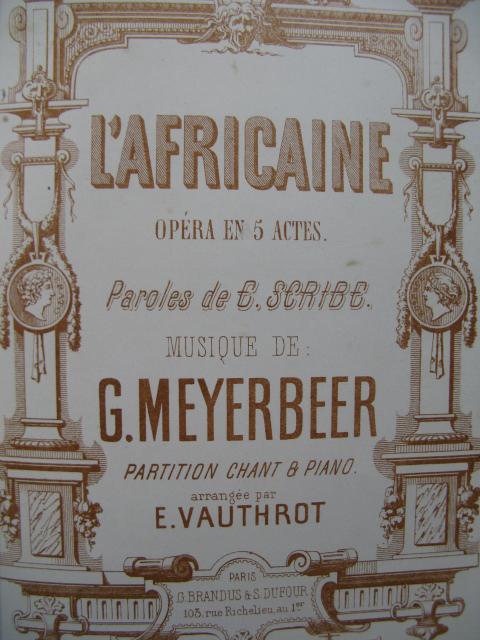 L'AFRICAINE
OPÉRA EN 5 ACTES.
Paroles de E. SCRIBE.
MUSIQUE DE:
G. MEYERBEER
PARTITION CHANT & PIANO.
arrangée par
E. VAUTHROT
PARIS
G. BRANDUS & S. DUFOUR
103, rue Richelieu, au 1er